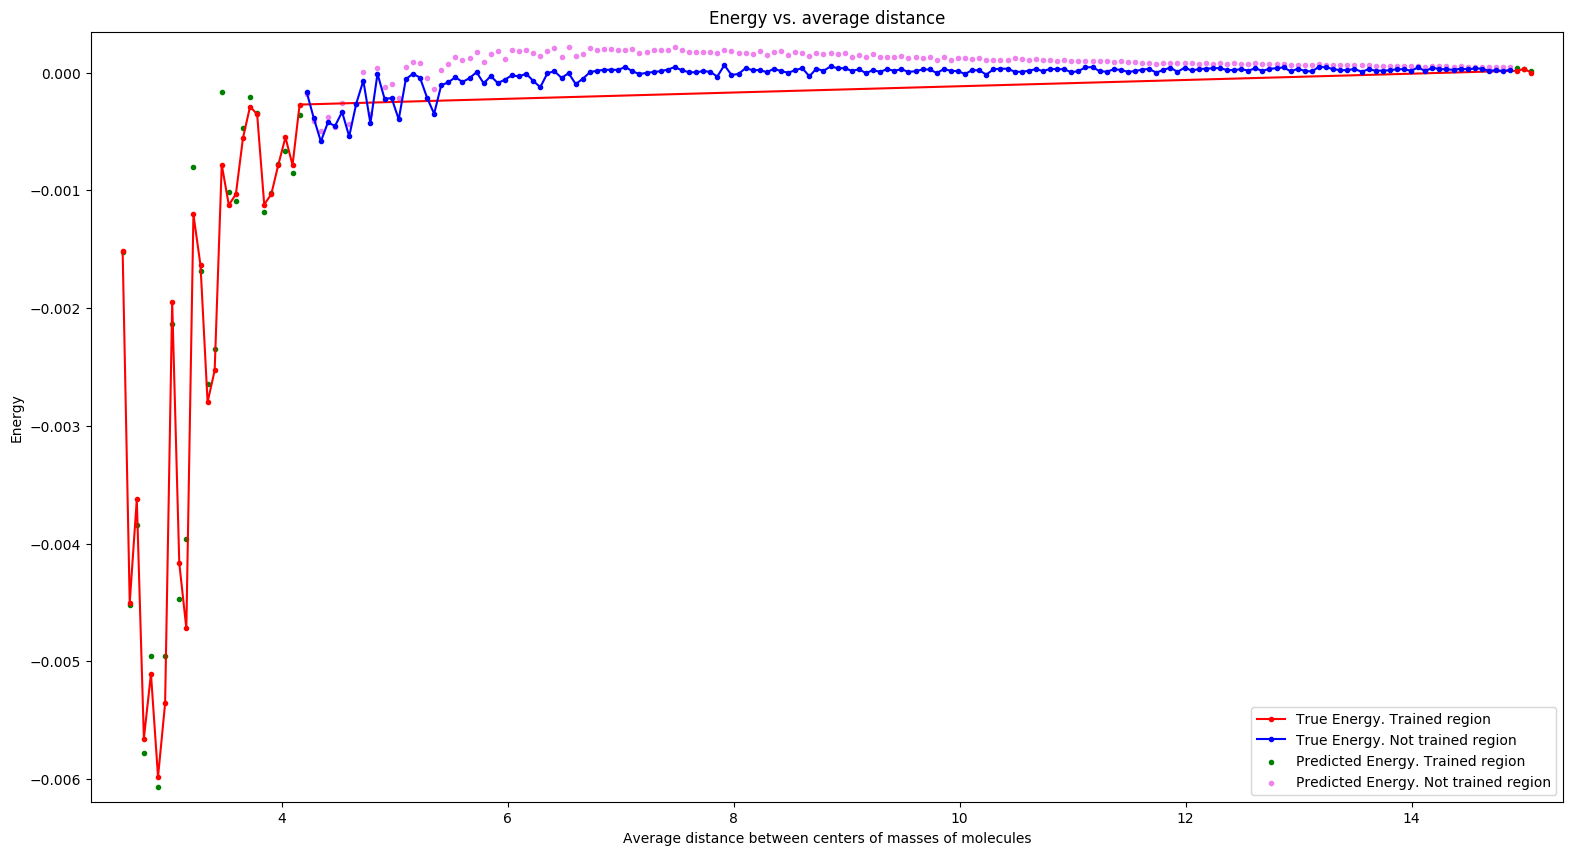 Energy vs. average distance
Energy
0.000
−0.001
−0.002
−0.003
−0.004
−0.005
−0.006
4
6
8
10
12
14
Average distance between centers of masses of molecules
True Energy. Trained region
True Energy. Not trained region
Predicted Energy. Trained region
Predicted Energy. Not trained region